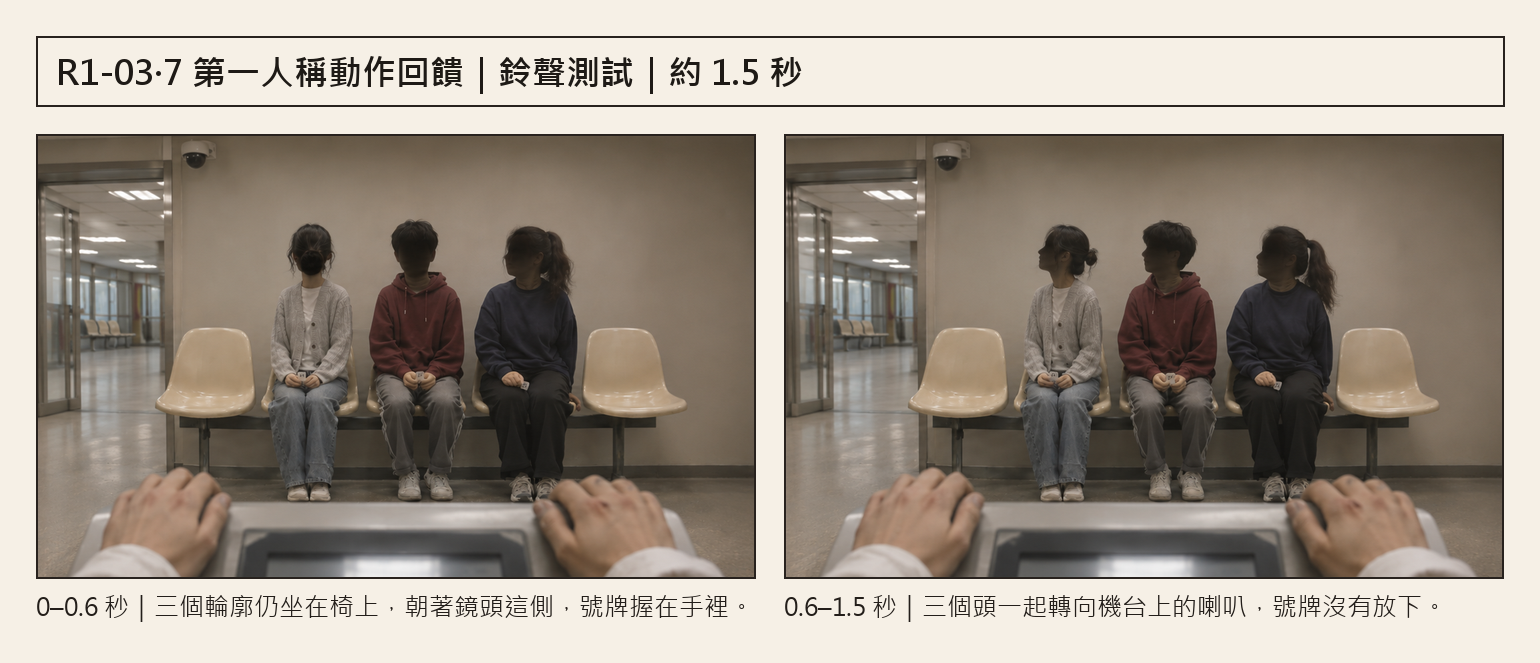 R1-03·7 第一人稱動作回饋｜鈴聲測試｜約 1.5 秒
0–0.6 秒｜三個輪廓仍坐在椅上，朝著鏡頭這側，號牌握在手裡。
0.6–1.5 秒｜三個頭一起轉向機台上的喇叭，號牌沒有放下。